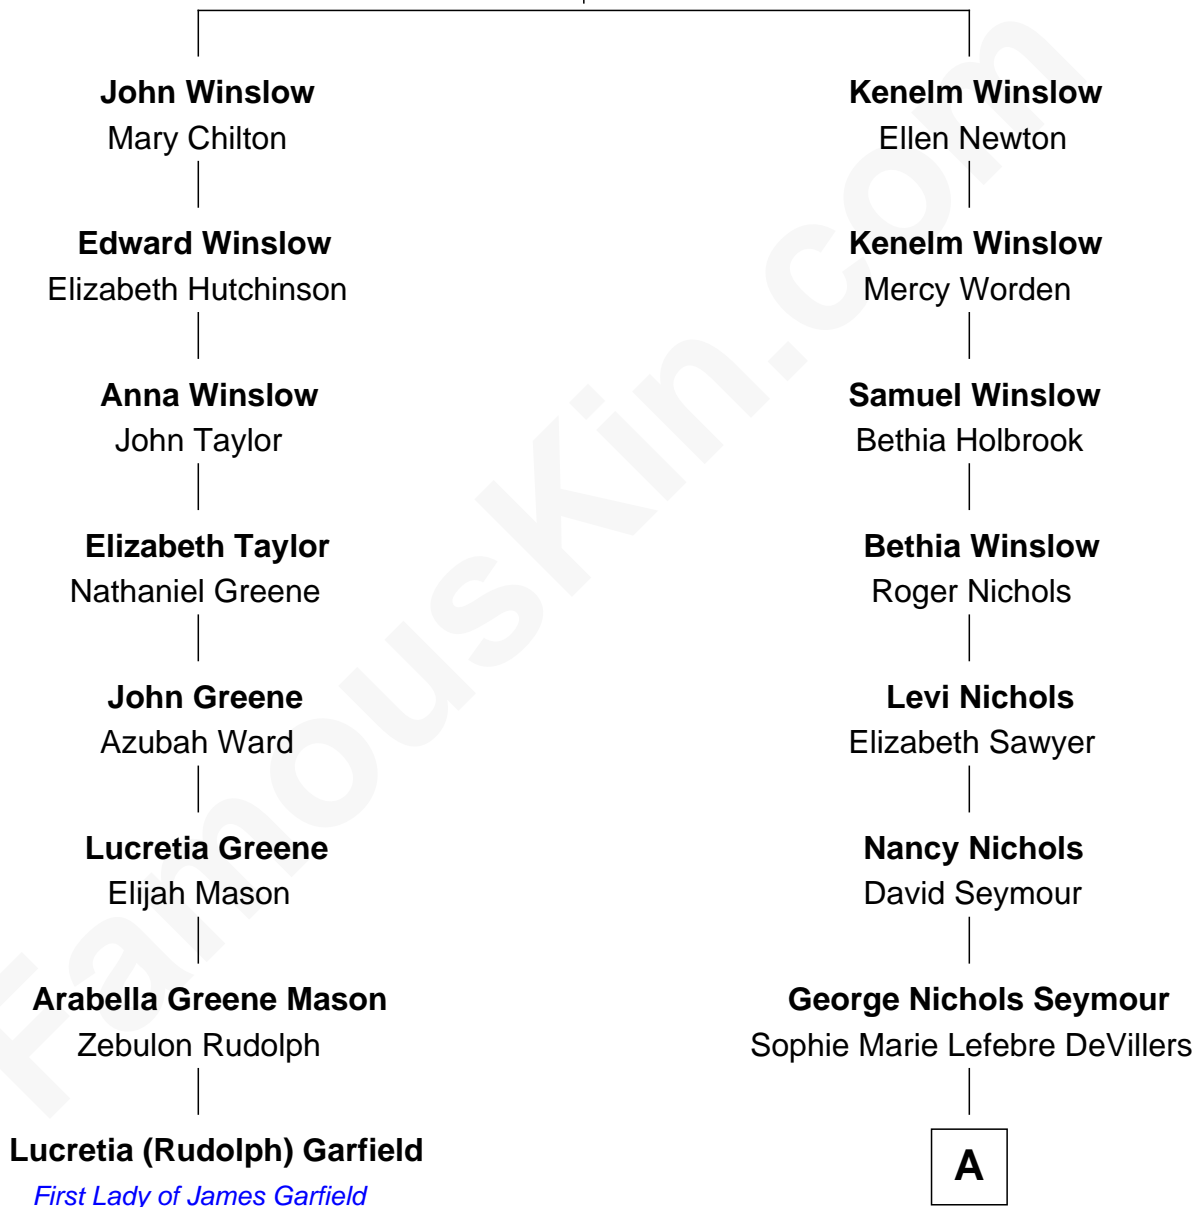 John Winslow
Mary Chilton
Edward Winslow
Elizabeth Hutchinson
Anna Winslow
John Taylor
Elizabeth Taylor
Nathaniel Greene
John Greene
Azubah Ward
Lucretia Greene
Elijah Mason
Arabella Greene Mason
Zebulon Rudolph
Lucretia (Rudolph) Garfield
First Lady of James Garfield
Kenelm Winslow
Ellen Newton
Kenelm Winslow
Mercy Worden
Samuel Winslow
Bethia Holbrook
Bethia Winslow
Roger Nichols
Levi Nichols
Elizabeth Sawyer
Nancy Nichols
David Seymour
George Nichols Seymour
Sophie Marie Lefebre DeVillers
A
FamousKin.com